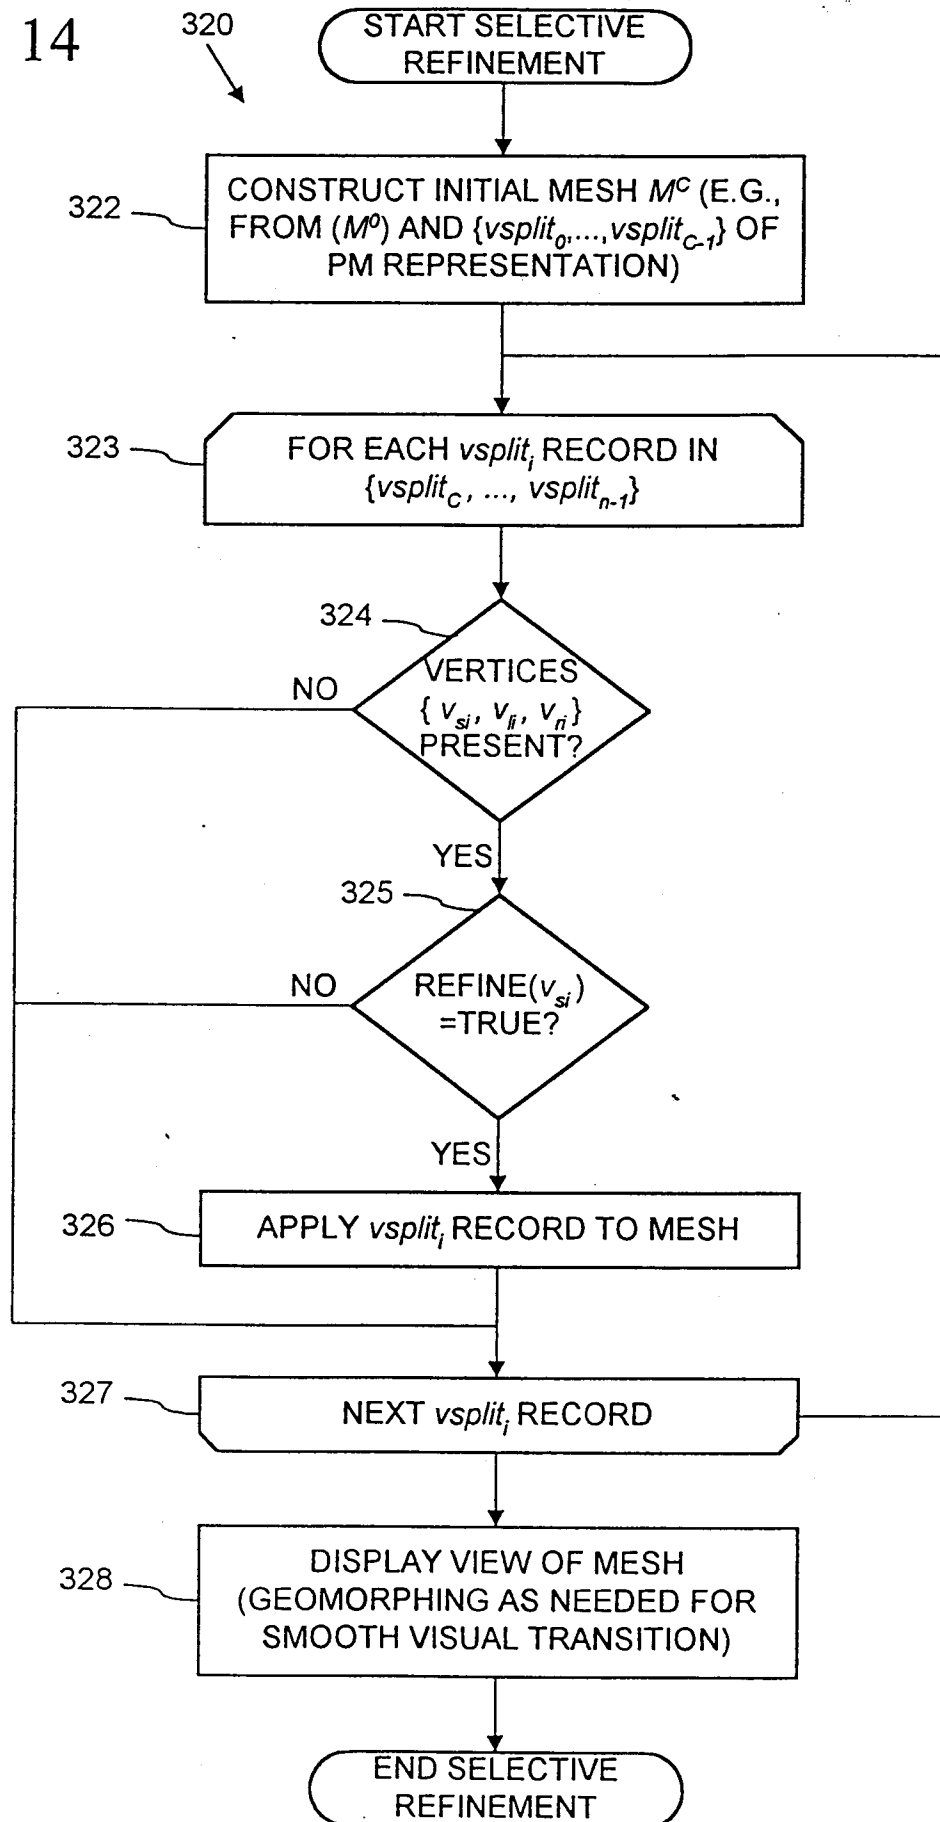 14
320
START SELECTIVE
REFINEMENT
322
CONSTRUCT INITIAL MESH M^C (E.G.,
FROM (M^0) AND {vsplit_0,...,vsplit_C-1} OF
PM REPRESENTATION)
323
FOR EACH vsplit_i RECORD IN
{vsplit_C, ..., vsplit_n-1}
324
VERTICES
{ v_si, v_li, v_ri }
PRESENT?
NO
YES
325
REFINE(v_si)
=TRUE?
NO
YES
326
APPLY vsplit_i RECORD TO MESH
327
NEXT vsplit_i RECORD
328
DISPLAY VIEW OF MESH
(GEOMORPHING AS NEEDED FOR
SMOOTH VISUAL TRANSITION)
END SELECTIVE
REFINEMENT